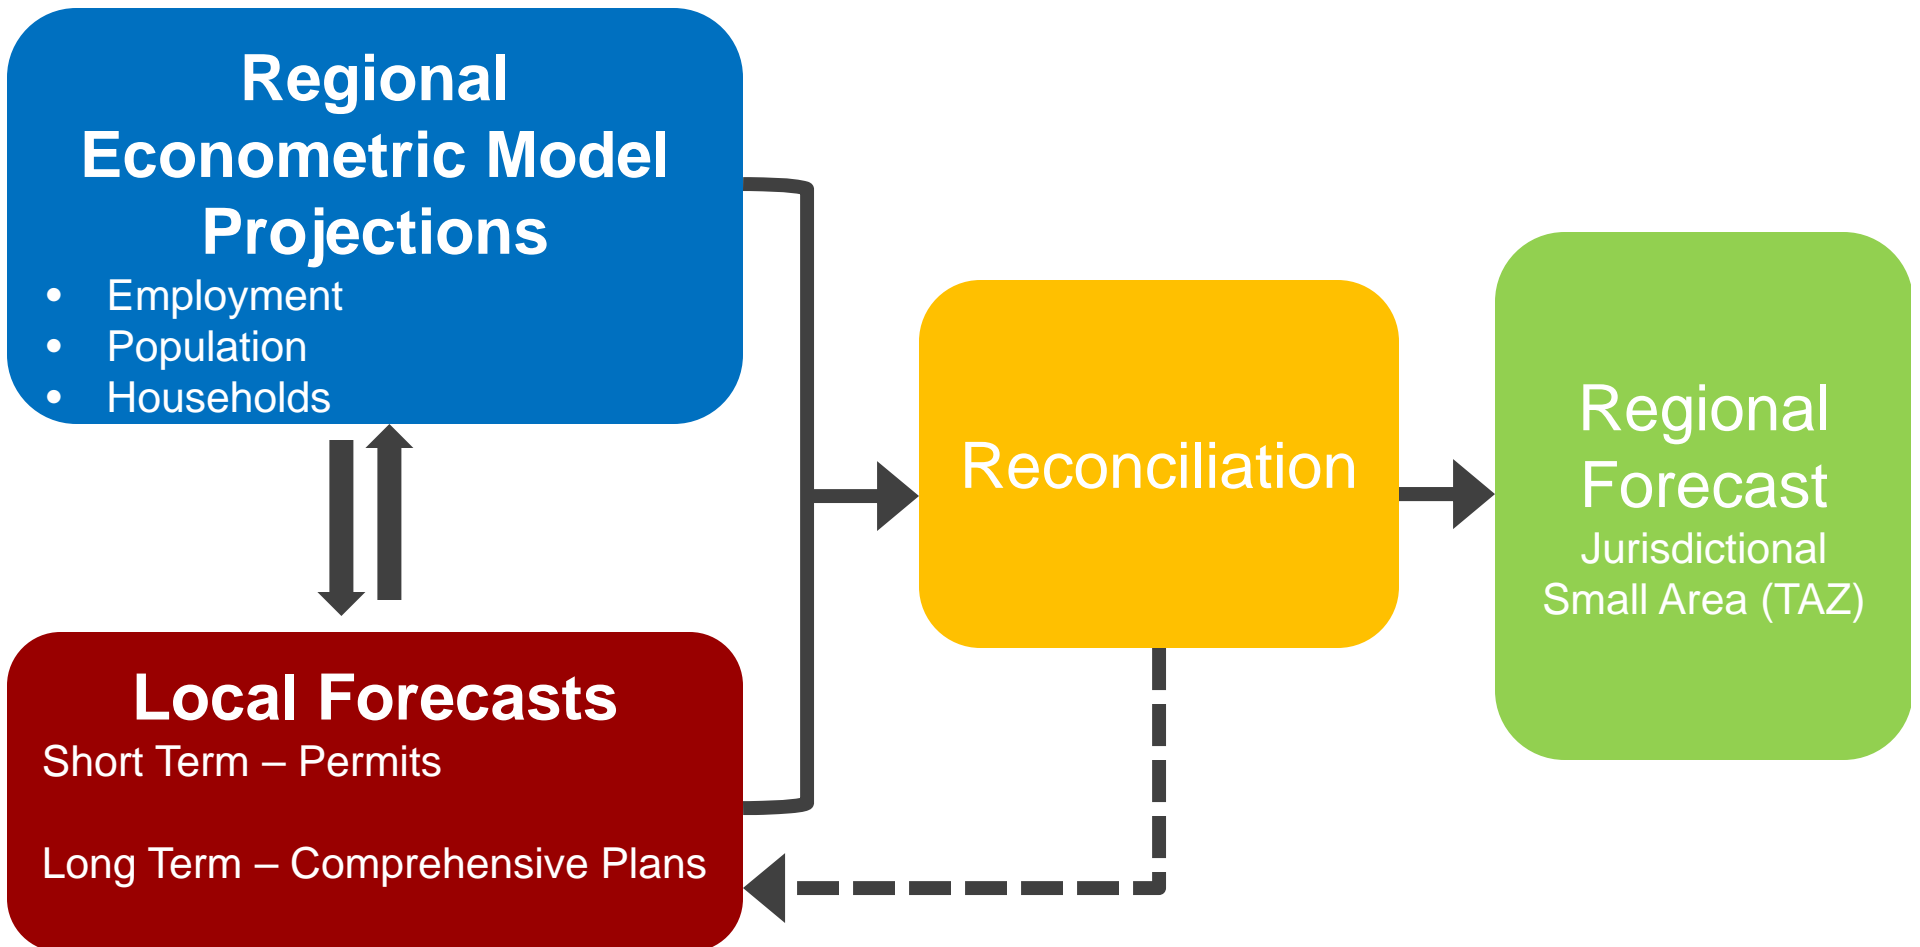 Regional
Econometric Model
Projections
• Employment
• Population
• Households
Local Forecasts
Short Term – Permits
Long Term – Comprehensive Plans
Reconciliation
Regional
Forecast
Jurisdictional
Small Area (TAZ)